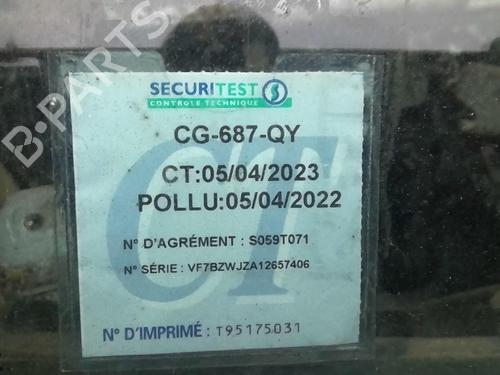 SECURITEST S
CONTROLE TECHNIQUE
CG-687-QY
CT:05/04/2023
POLLU:05/04/2022
N° D'AGRÉMENT : S059T071
N° SÉRIE : VF7BZWJZA12657406
N° D'IMPRIMÉ : T95175031
CT
B-PARTS